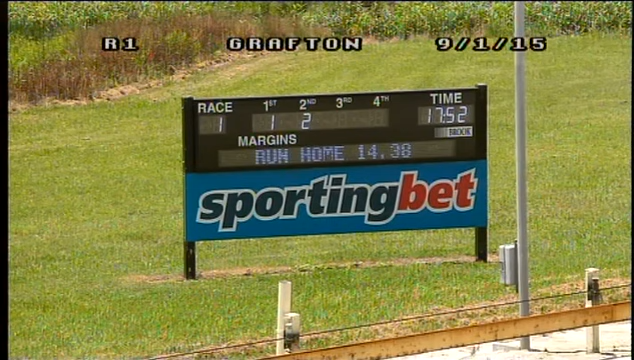 R1 GRAFTON 9/1/15
RACE 1ST 2ND 3RD 4TH TIME
1 1 2 17:52
BROOK
MARGINS
RUN HOME 14.38
sportingbet